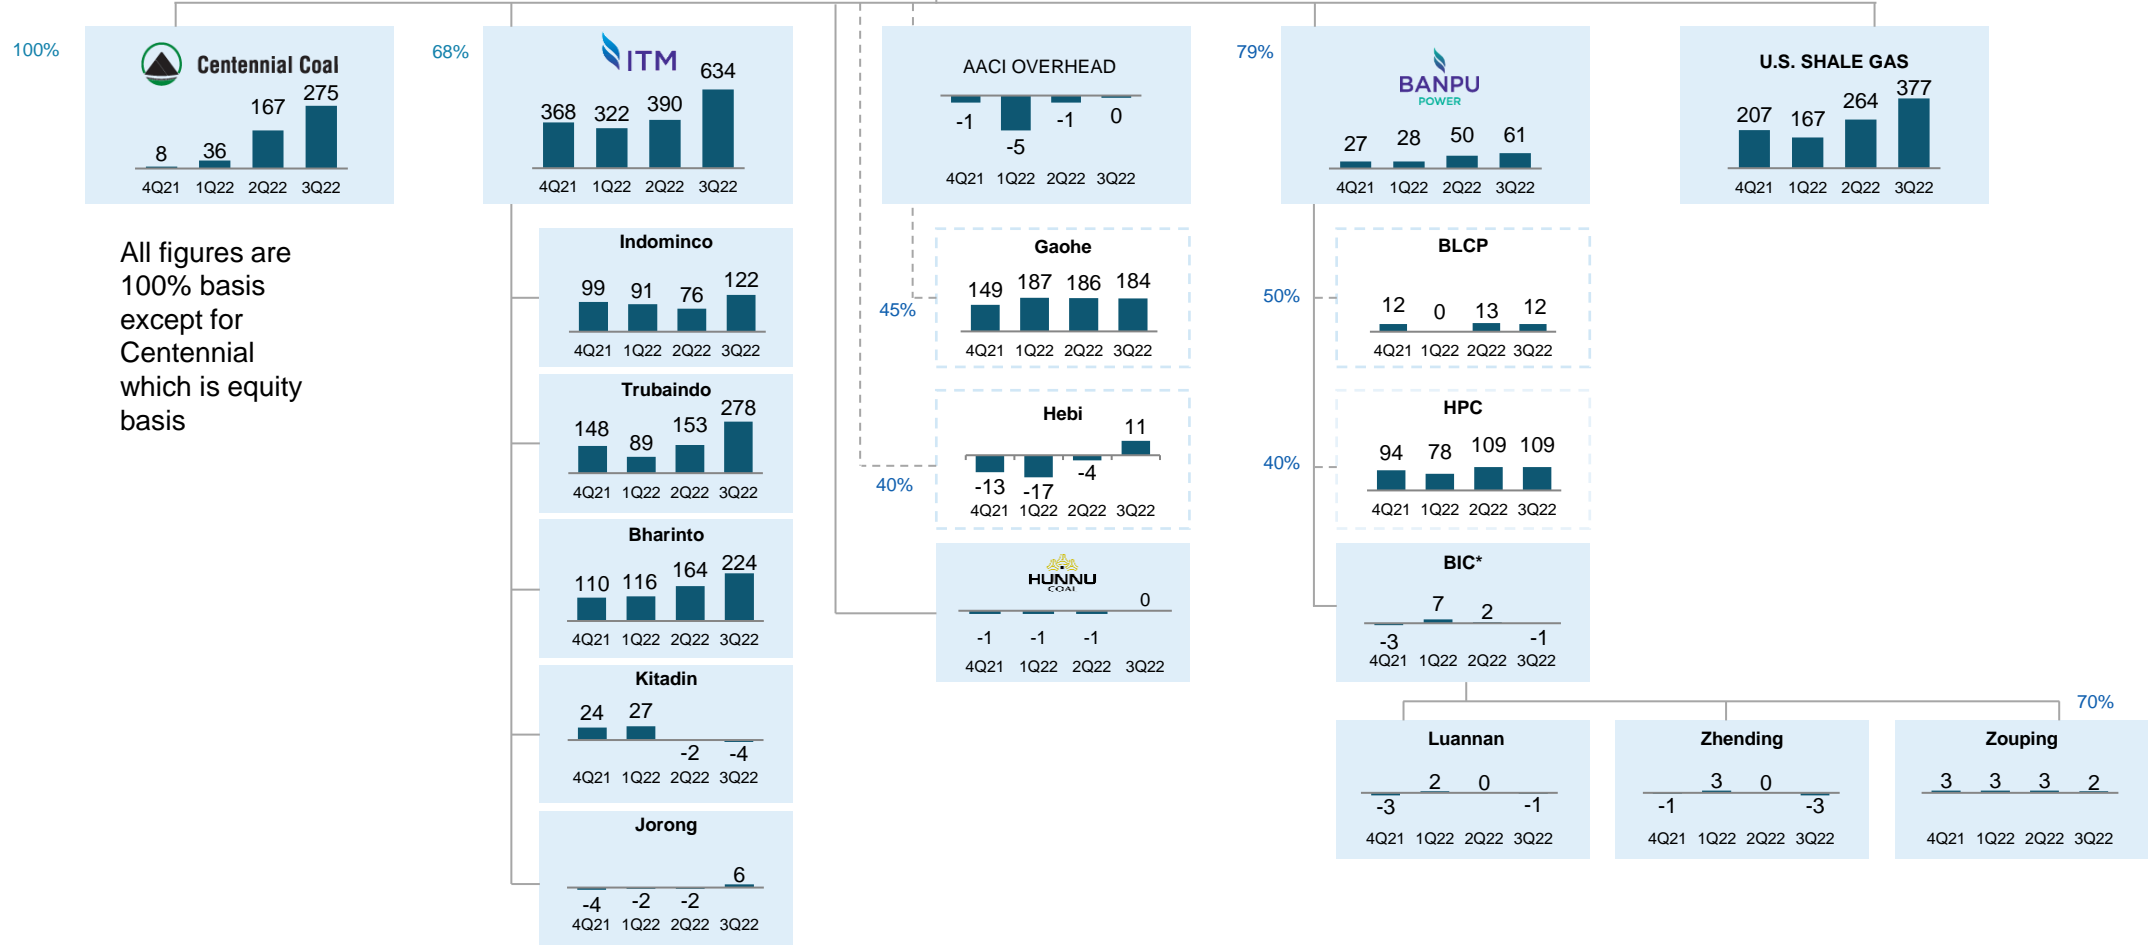 100%
Centennial Coal
8 36 167 275
4Q21 1Q22 2Q22 3Q22
68%
ITM
368 322 390 634
4Q21 1Q22 2Q22 3Q22
AACI OVERHEAD
-1 -5 -1 0
4Q21 1Q22 2Q22 3Q22
79%
BANPU
POWER
27 28 50 61
4Q21 1Q22 2Q22 3Q22
U.S. SHALE GAS
207 167 264 377
4Q21 1Q22 2Q22 3Q22
All figures are
100% basis
except for
Centennial
which is equity
basis
Indominco
99 91 76 122
4Q21 1Q22 2Q22 3Q22
Trubaindo
148 89 153 278
4Q21 1Q22 2Q22 3Q22
Bharinto
110 116 164 224
4Q21 1Q22 2Q22 3Q22
Kitadin
24 27 -2 -4
4Q21 1Q22 2Q22 3Q22
Jorong
-4 -2 -2 6
4Q21 1Q22 2Q22 3Q22
45%
Gaohe
149 187 186 184
4Q21 1Q22 2Q22 3Q22
40%
Hebi
-13 -17 -4 11
4Q21 1Q22 2Q22 3Q22
HUNNU
COAL
-1 -1 -1 0
4Q21 1Q22 2Q22 3Q22
50%
BLCP
12 0 13 12
4Q21 1Q22 2Q22 3Q22
40%
HPC
94 78 109 109
4Q21 1Q22 2Q22 3Q22
BIC*
-3 7 2 -1
4Q21 1Q22 2Q22 3Q22
Luannan
-3 2 0 -1
4Q21 1Q22 2Q22 3Q22
Zhending
-1 3 0 -3
4Q21 1Q22 2Q22 3Q22
70%
Zouping
3 3 3 2
4Q21 1Q22 2Q22 3Q22